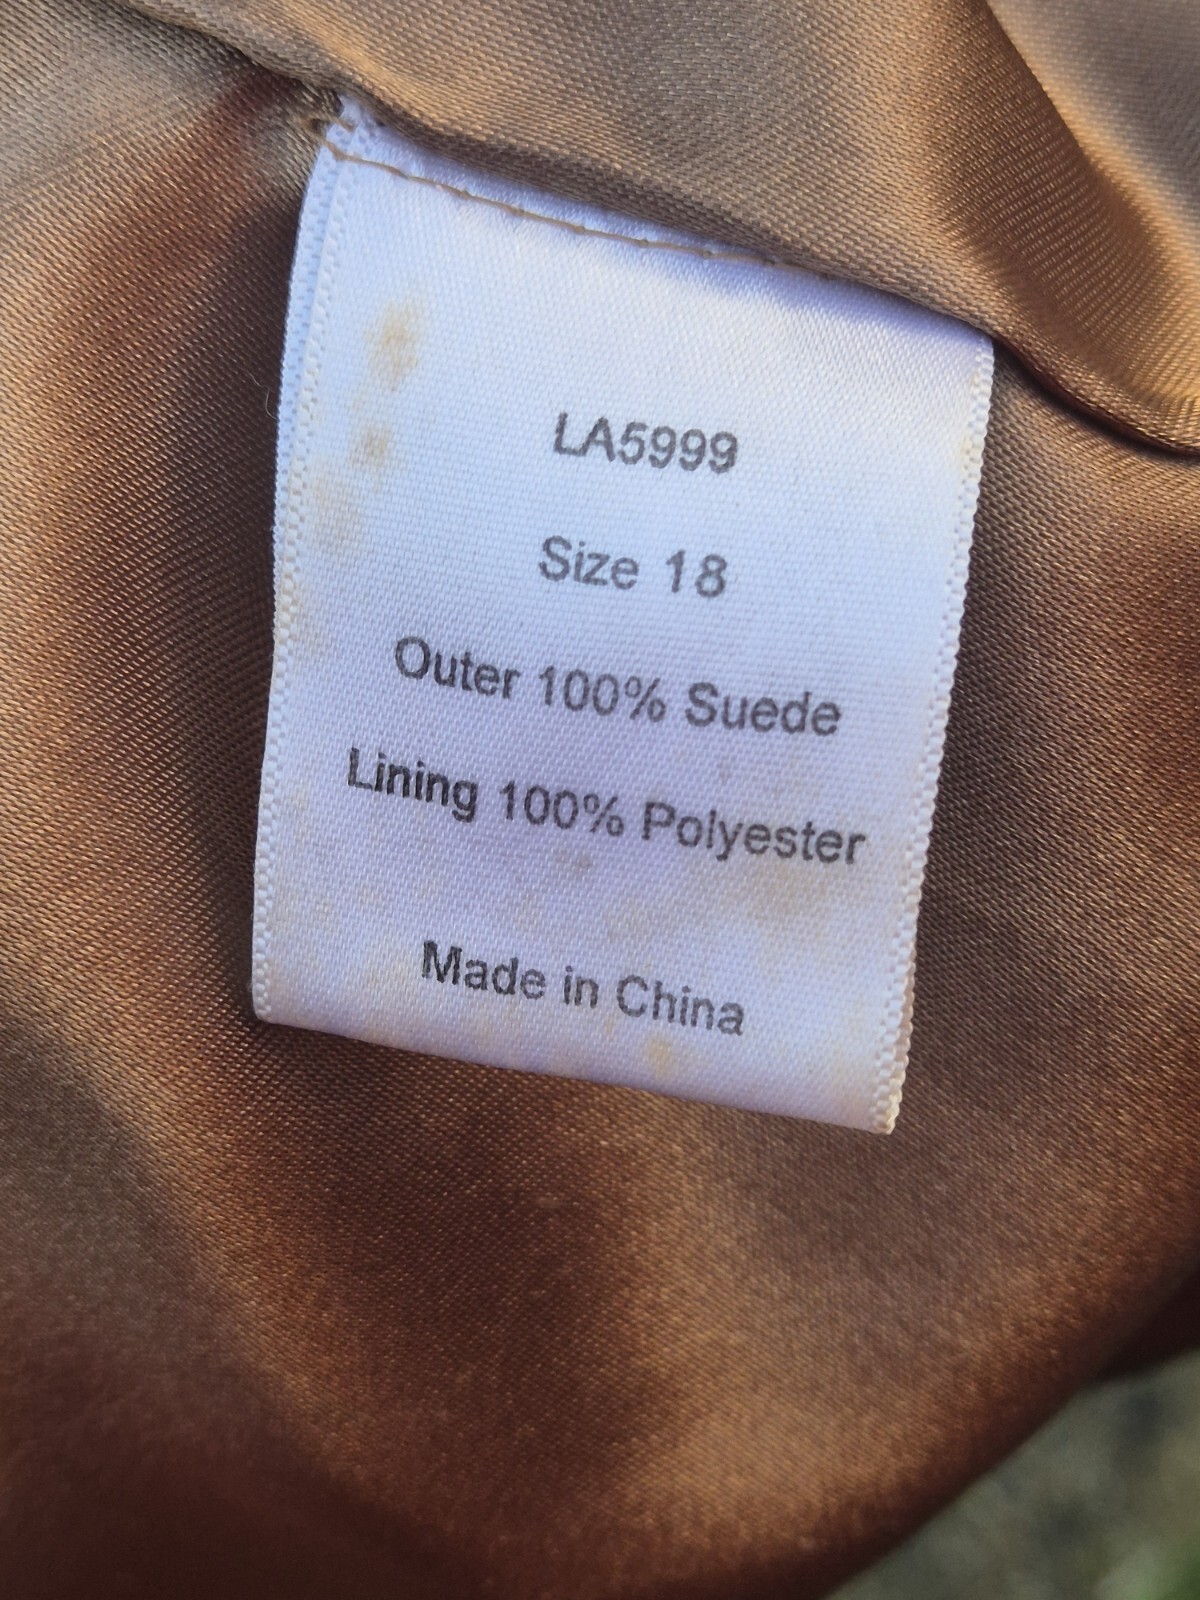 LA5999
Size 18
Outer 100% Suede
Lining 100% Polyester
Made in China